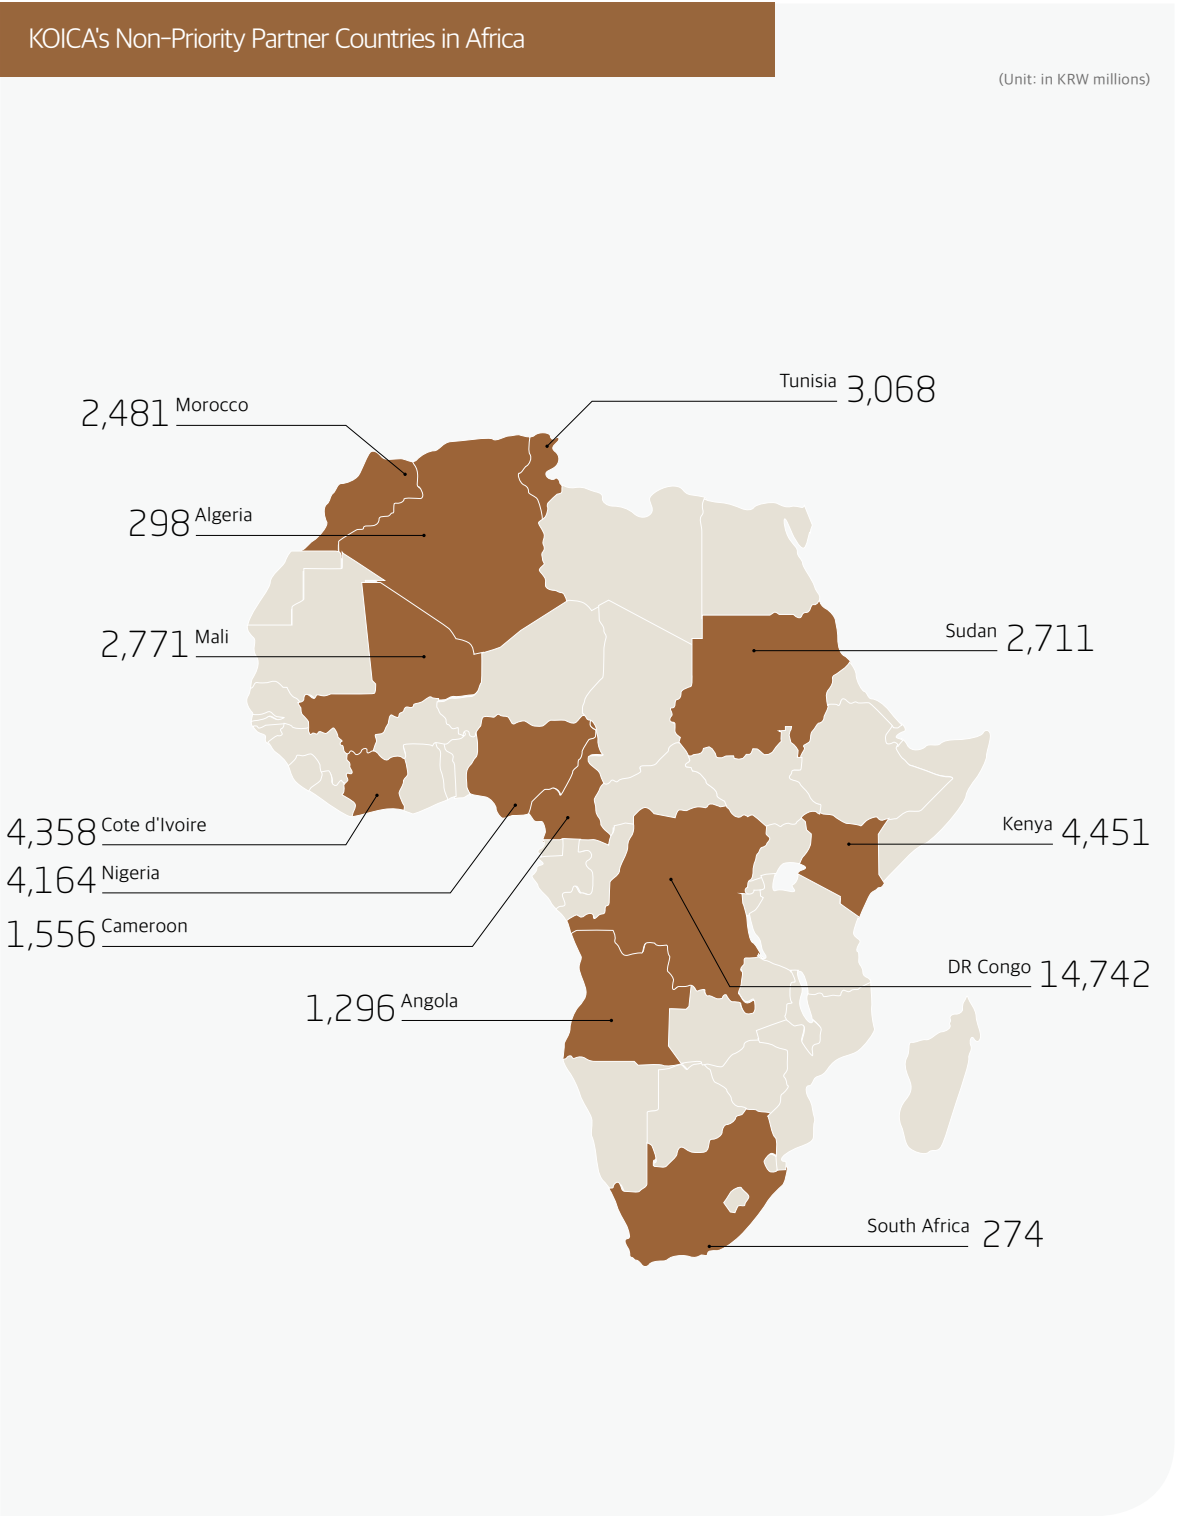 KOICA's Non-Priority Partner Countries in Africa
(Unit: in KRW millions)
Tunisia 3,068
2,481 Morocco
298 Algeria
2,771 Mali
Sudan 2,711
4,358 Cote d'Ivoire
Kenya 4,451
4,164 Nigeria
1,556 Cameroon
DR Congo 14,742
1,296 Angola
South Africa 274